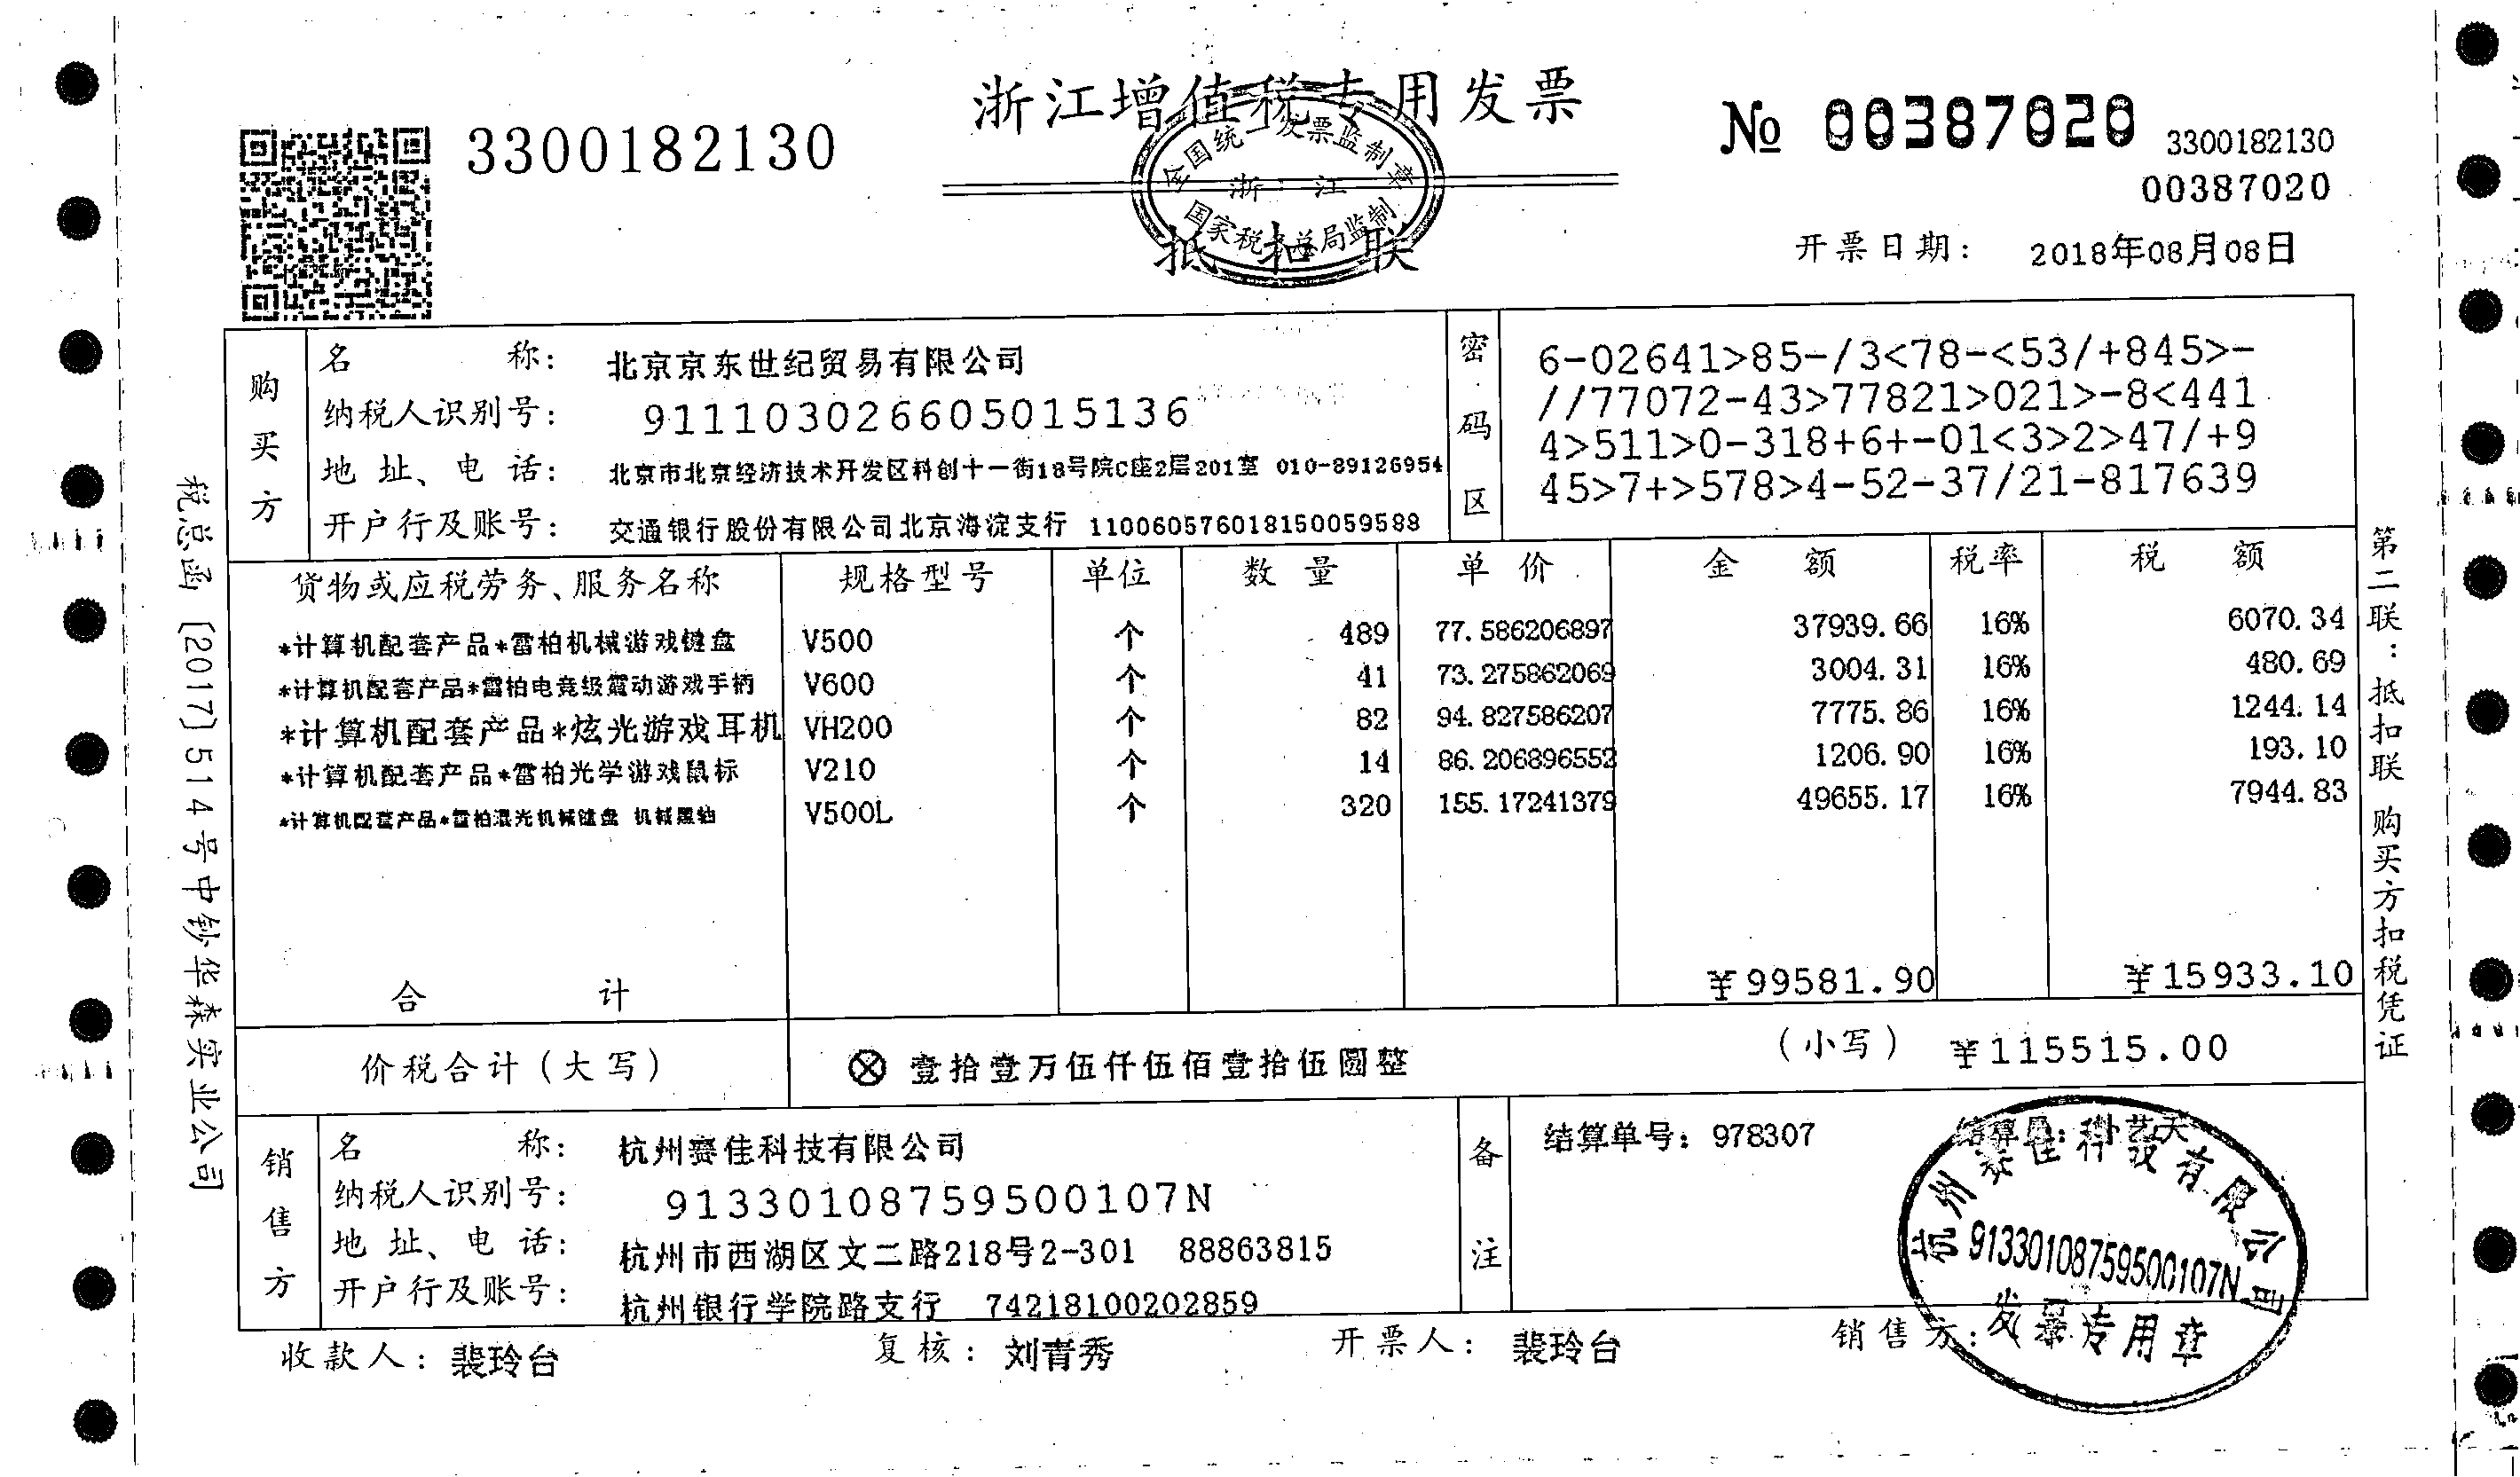 浙江增值税专用发票
3300182130
№ 00387020
3300182130
00387020
全国统一发票监制章
浙江
国家税务总局监制
抵扣联
开票日期： 2018年08月08日
购买方
名 称： 北京京东世纪贸易有限公司
纳税人识别号： 911103026605015136
地址、电话： 北京市北京经济技术开发区科创十一街18号院C座2层201室 010-89126954
开户行及账号： 交通银行股份有限公司北京海淀支行 110060576018150059588
密码区
6-02641>85-/3<78-<53/+845>-
//77072-43>77821>021>-8<441
4>511>0-318+6+-01<3>2>47/+9
45>7+>578>4-52-37/21-817639
货物或应税劳务、服务名称 规格型号 单位 数量 单价 金额 税率 税额
*计算机配套产品*雷柏机械游戏键盘 V500 个 489 77.586206897 37939.66 16% 6070.34
*计算机配套产品*雷柏电竞级震动游戏手柄 V600 个 41 73.275862069 3004.31 16% 480.69
*计算机配套产品*炫光游戏耳机 VH200 个 82 94.827586207 7775.86 16% 1244.14
*计算机配套产品*雷柏光学游戏鼠标 V210 个 14 86.206896552 1206.90 16% 193.10
*计算机配套产品*雷柏混光机械键盘 机械黑轴 V500L 个 320 155.17241379 49655.17 16% 7944.83
合计 ¥99581.90 ¥15933.10
价税合计（大写） ⊗壹拾壹万伍仟伍佰壹拾伍圆整 （小写） ¥115515.00
销售方
名 称： 杭州赛佳科技有限公司
纳税人识别号： 91330108759500107N
地址、电话： 杭州市西湖区文二路218号2-301 88863815
开户行及账号： 杭州银行学院路支行 74218100202859
备注
结算单号：978307
杭州赛佳科技有限公司
91330108759500107N
发票专用章
收款人：裴玲台 复核：刘青秀 开票人：裴玲台 销售方：
税总函〔2017〕514号中钞华森实业公司
第二联：抵扣联 购买方扣税凭证